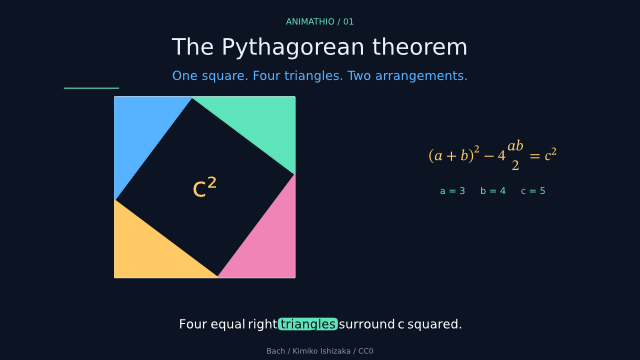 ANIMATHIO / 01
The Pythagorean theorem
One square. Four triangles. Two arrangements.
c²
(a + b)² − 4 ab/2 = c²
a = 3 b = 4 c = 5
Four equal right triangles surround c squared.
Bach / Kimiko Ishizaka / CC0